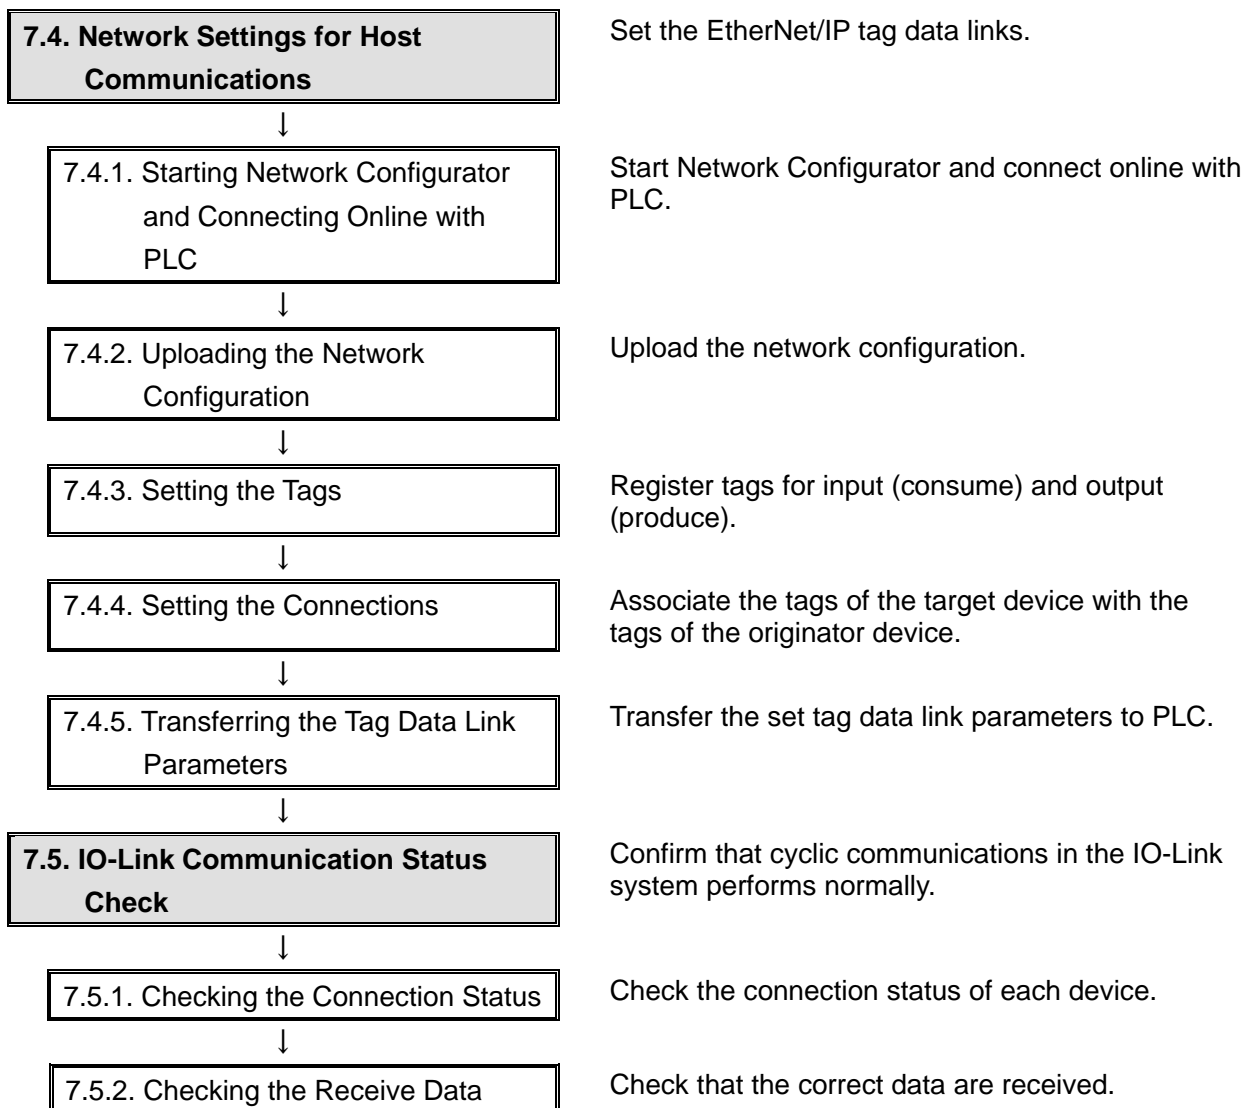 7.4. Network Settings for Host
Communications
Set the EtherNet/IP tag data links.
↓
7.4.1. Starting Network Configurator
and Connecting Online with
PLC
Start Network Configurator and connect online with
PLC.
↓
7.4.2. Uploading the Network
Configuration
Upload the network configuration.
↓
7.4.3. Setting the Tags
Register tags for input (consume) and output
(produce).
↓
7.4.4. Setting the Connections
Associate the tags of the target device with the
tags of the originator device.
↓
7.4.5. Transferring the Tag Data Link
Parameters
Transfer the set tag data link parameters to PLC.
↓
7.5. IO-Link Communication Status
Check
Confirm that cyclic communications in the IO-Link
system performs normally.
↓
7.5.1. Checking the Connection Status
Check the connection status of each device.
↓
7.5.2. Checking the Receive Data
Check that the correct data are received.